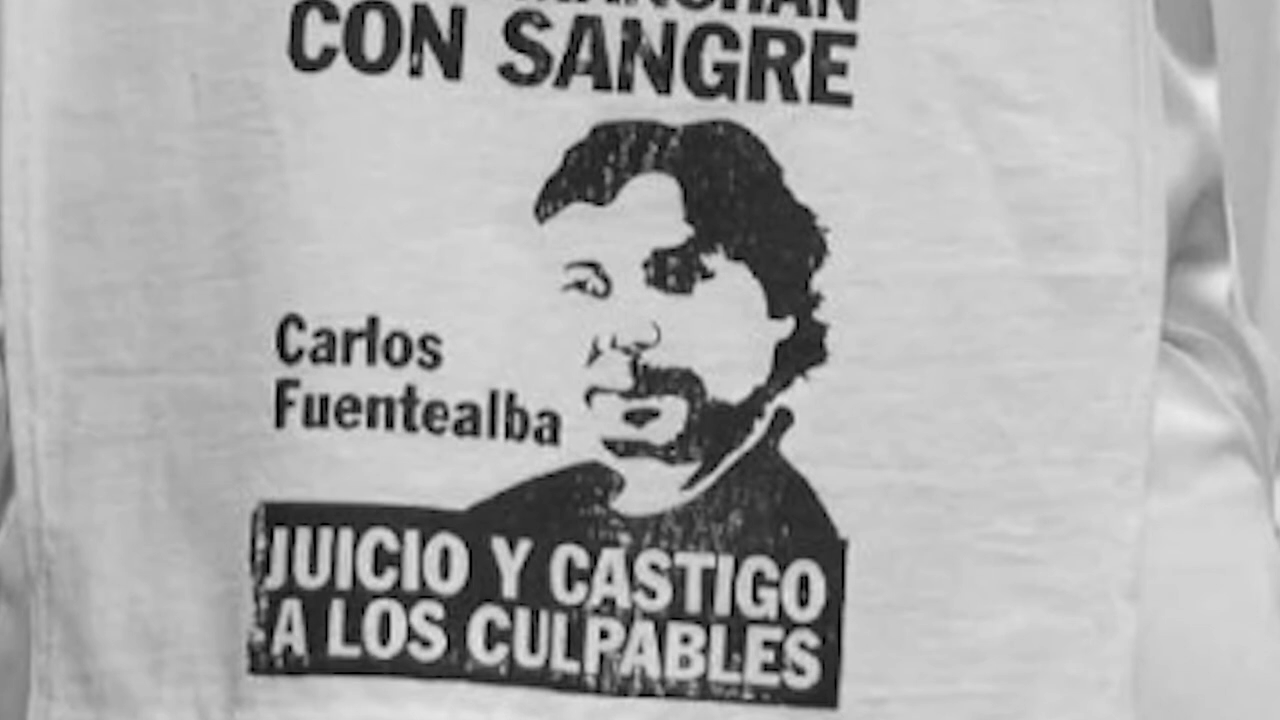 CON SANGRE
Carlos
Fuentealba
JUICIO Y CASTIGO
A LOS CULPABLES